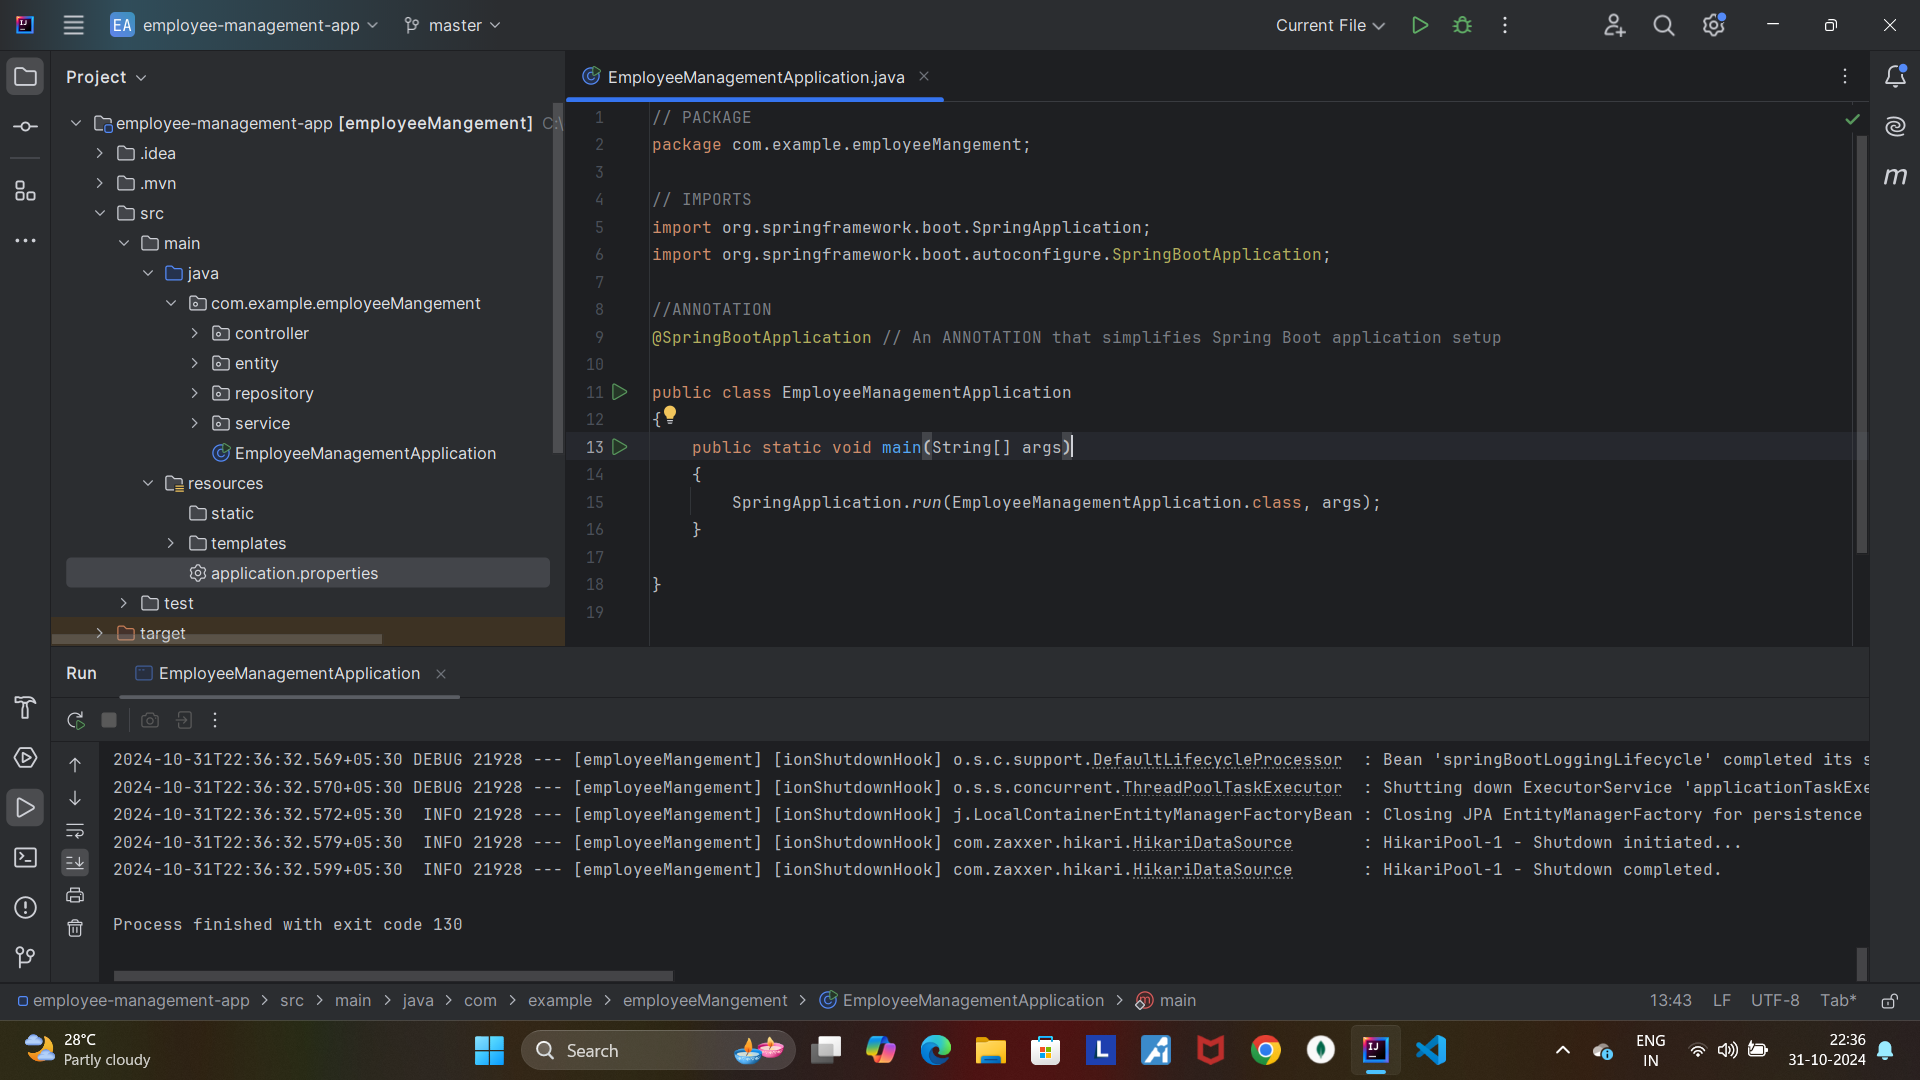 EA employee-management-app master Current File
Project
employee-management-app [employeeMangement] C:\
.idea
.mvn
src
main
java
com.example.employeeMangement
controller
entity
repository
service
EmployeeManagementApplication
resources
static
templates
application.properties
test
target
EmployeeManagementApplication.java
1 // PACKAGE
2 package com.example.employeeMangement;
3
4 // IMPORTS
5 import org.springframework.boot.SpringApplication;
6 import org.springframework.boot.autoconfigure.SpringBootApplication;
7
8 //ANNOTATION
9 @SpringBootApplication // An ANNOTATION that simplifies Spring Boot application setup
10
11 public class EmployeeManagementApplication
12 {
13 public static void main(String[] args)
14 {
15 SpringApplication.run(EmployeeManagementApplication.class, args);
16 }
17
18 }
19
Run EmployeeManagementApplication
2024-10-31T22:36:32.569+05:30 DEBUG 21928 --- [employeeMangement] [ionShutdownHook] o.s.c.support.DefaultLifecycleProcessor : Bean 'springBootLoggingLifecycle' completed its s
2024-10-31T22:36:32.570+05:30 DEBUG 21928 --- [employeeMangement] [ionShutdownHook] o.s.s.concurrent.ThreadPoolTaskExecutor : Shutting down ExecutorService 'applicationTaskExe
2024-10-31T22:36:32.572+05:30 INFO 21928 --- [employeeMangement] [ionShutdownHook] j.LocalContainerEntityManagerFactoryBean : Closing JPA EntityManagerFactory for persistence
2024-10-31T22:36:32.579+05:30 INFO 21928 --- [employeeMangement] [ionShutdownHook] com.zaxxer.hikari.HikariDataSource : HikariPool-1 - Shutdown initiated...
2024-10-31T22:36:32.599+05:30 INFO 21928 --- [employeeMangement] [ionShutdownHook] com.zaxxer.hikari.HikariDataSource : HikariPool-1 - Shutdown completed.
Process finished with exit code 130
employee-management-app > src > main > java > com > example > employeeMangement > EmployeeManagementApplication > main 13:43 LF UTF-8 Tab*
28°C
Partly cloudy
Search
ENG
IN
22:36
31-10-2024